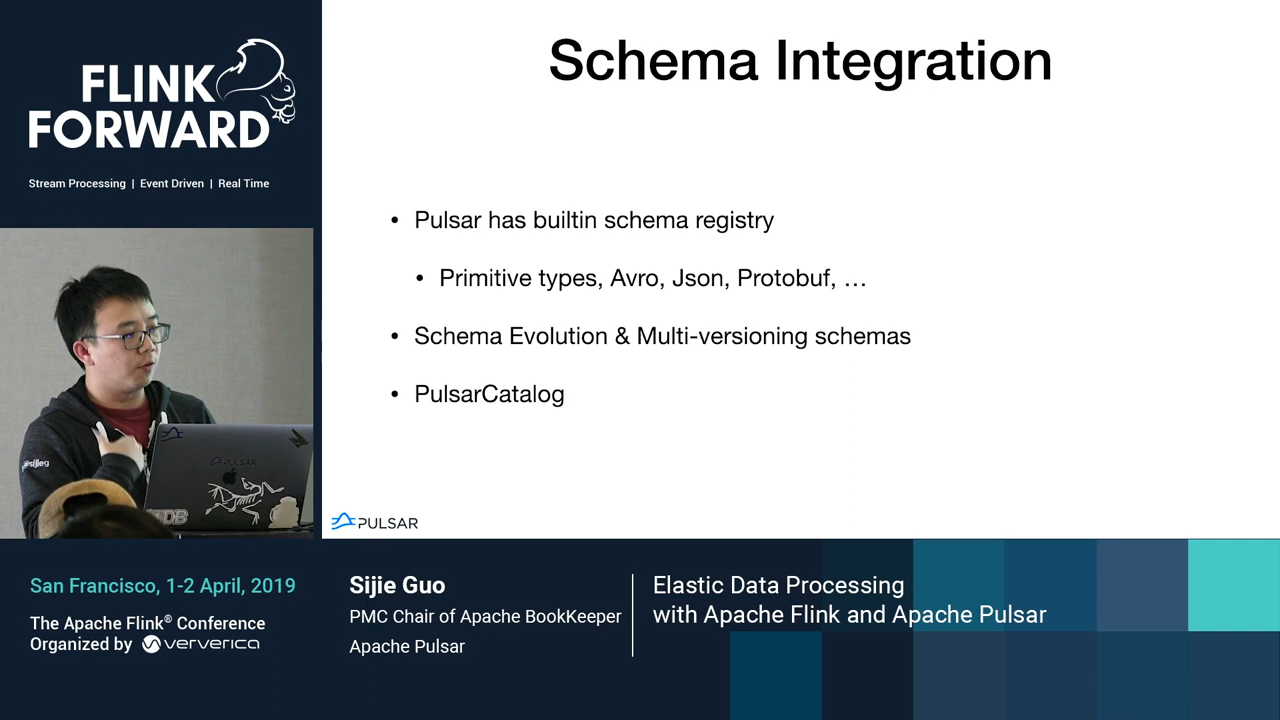 FLINK
FORWARD
Stream Processing | Event Driven | Real Time
Schema Integration
• Pulsar has builtin schema registry
• Primitive types, Avro, Json, Protobuf, …
• Schema Evolution & Multi-versioning schemas
• PulsarCatalog
PULSAR
@sijieg
PULSAR
San Francisco, 1-2 April, 2019
The Apache Flink® Conference
Organized by ververica
Sijie Guo
PMC Chair of Apache BookKeeper
Apache Pulsar
Elastic Data Processing
with Apache Flink and Apache Pulsar